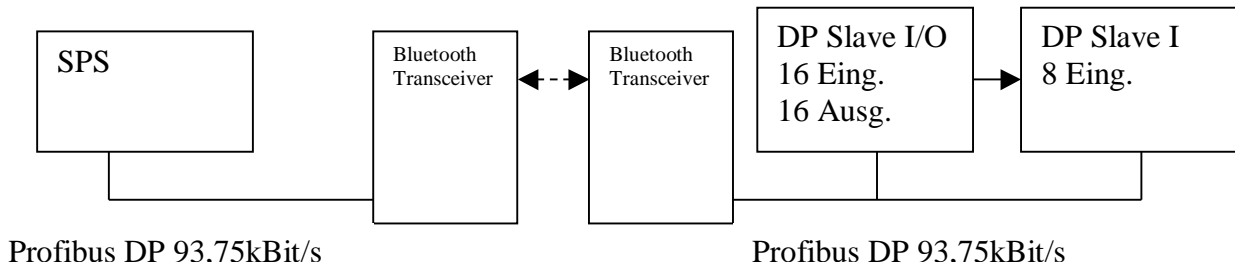 SPS
Bluetooth
Transceiver
Bluetooth
Transceiver
DP Slave I/O
16 Eing.
16 Ausg.
DP Slave I
8 Eing.
Profibus DP 93,75kBit/s
Profibus DP 93,75kBit/s